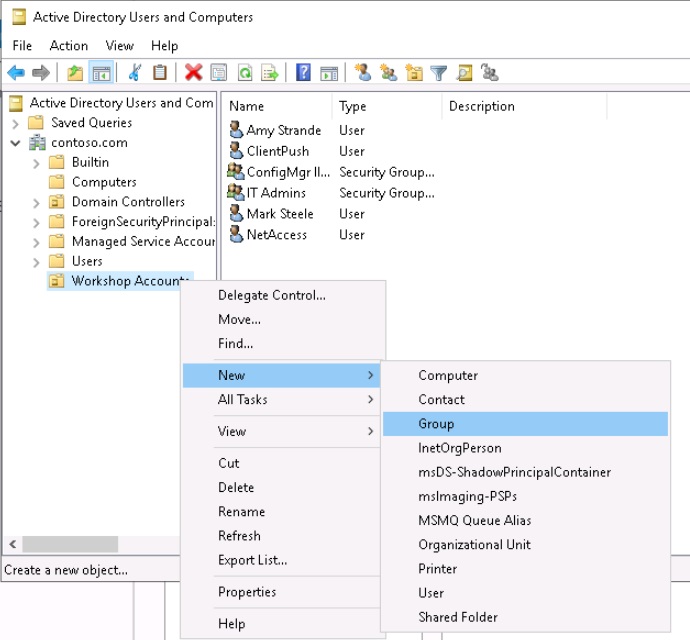 Active Directory Users and Computers
File Action View Help
Active Directory Users and Com
Saved Queries
contoso.com
Builtin
Computers
Domain Controllers
ForeignSecurityPrincipal:
Managed Service Accour
Users
Workshop Accounts
Name Type Description
Amy Strande User
ClientPush User
ConfigMgr II... Security Group...
IT Admins Security Group...
Mark Steele User
NetAccess User
Delegate Control...
Move...
Find...
New
All Tasks
View
Cut
Delete
Rename
Refresh
Export List...
Properties
Help
Computer
Contact
Group
InetOrgPerson
msDS-ShadowPrincipalContainer
msImaging-PSPs
MSMQ Queue Alias
Organizational Unit
Printer
User
Shared Folder
Create a new object...